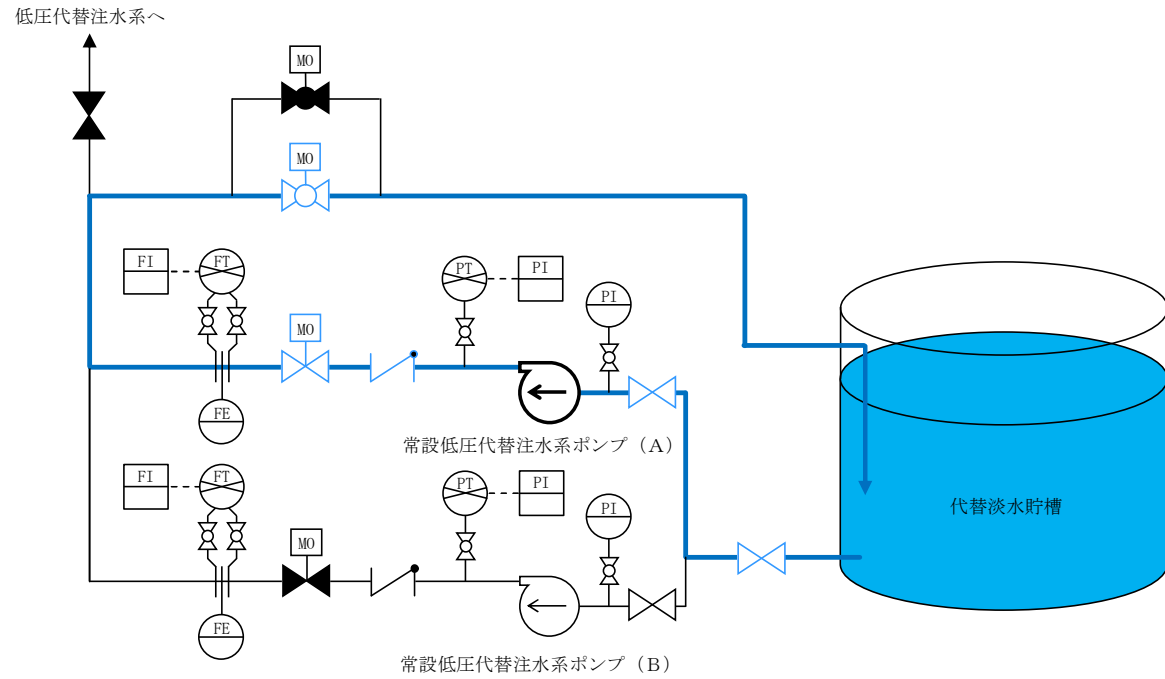 低圧代替注水系へ
MO
MO
FI
FT
PT
PI
PI
MO
FE
常設低圧代替注水系ポンプ（A）
FI
FT
PT
PI
PI
代替淡水貯槽
MO
FE
常設低圧代替注水系ポンプ（B）